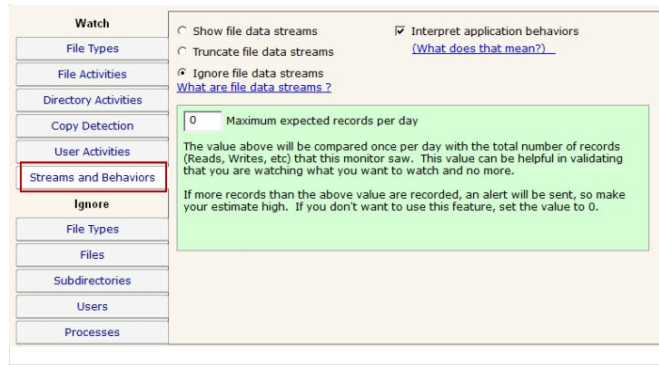 Watch
File Types
File Activities
Directory Activities
Copy Detection
User Activities
Streams and Behaviors
Ignore
File Types
Files
Subdirectories
Users
Processes
Show file data streams
Truncate file data streams
Ignore file data streams
What are file data streams ?
Interpret application behaviors
(What does that mean?)
0 Maximum expected records per day
The value above will be compared once per day with the total number of records
(Reads, Writes, etc) that this monitor saw. This value can be helpful in validating
that you are watching what you want to watch and no more.
If more records than the above value are recorded, an alert will be sent, so make
your estimate high. If you don't want to use this feature, set the value to 0.